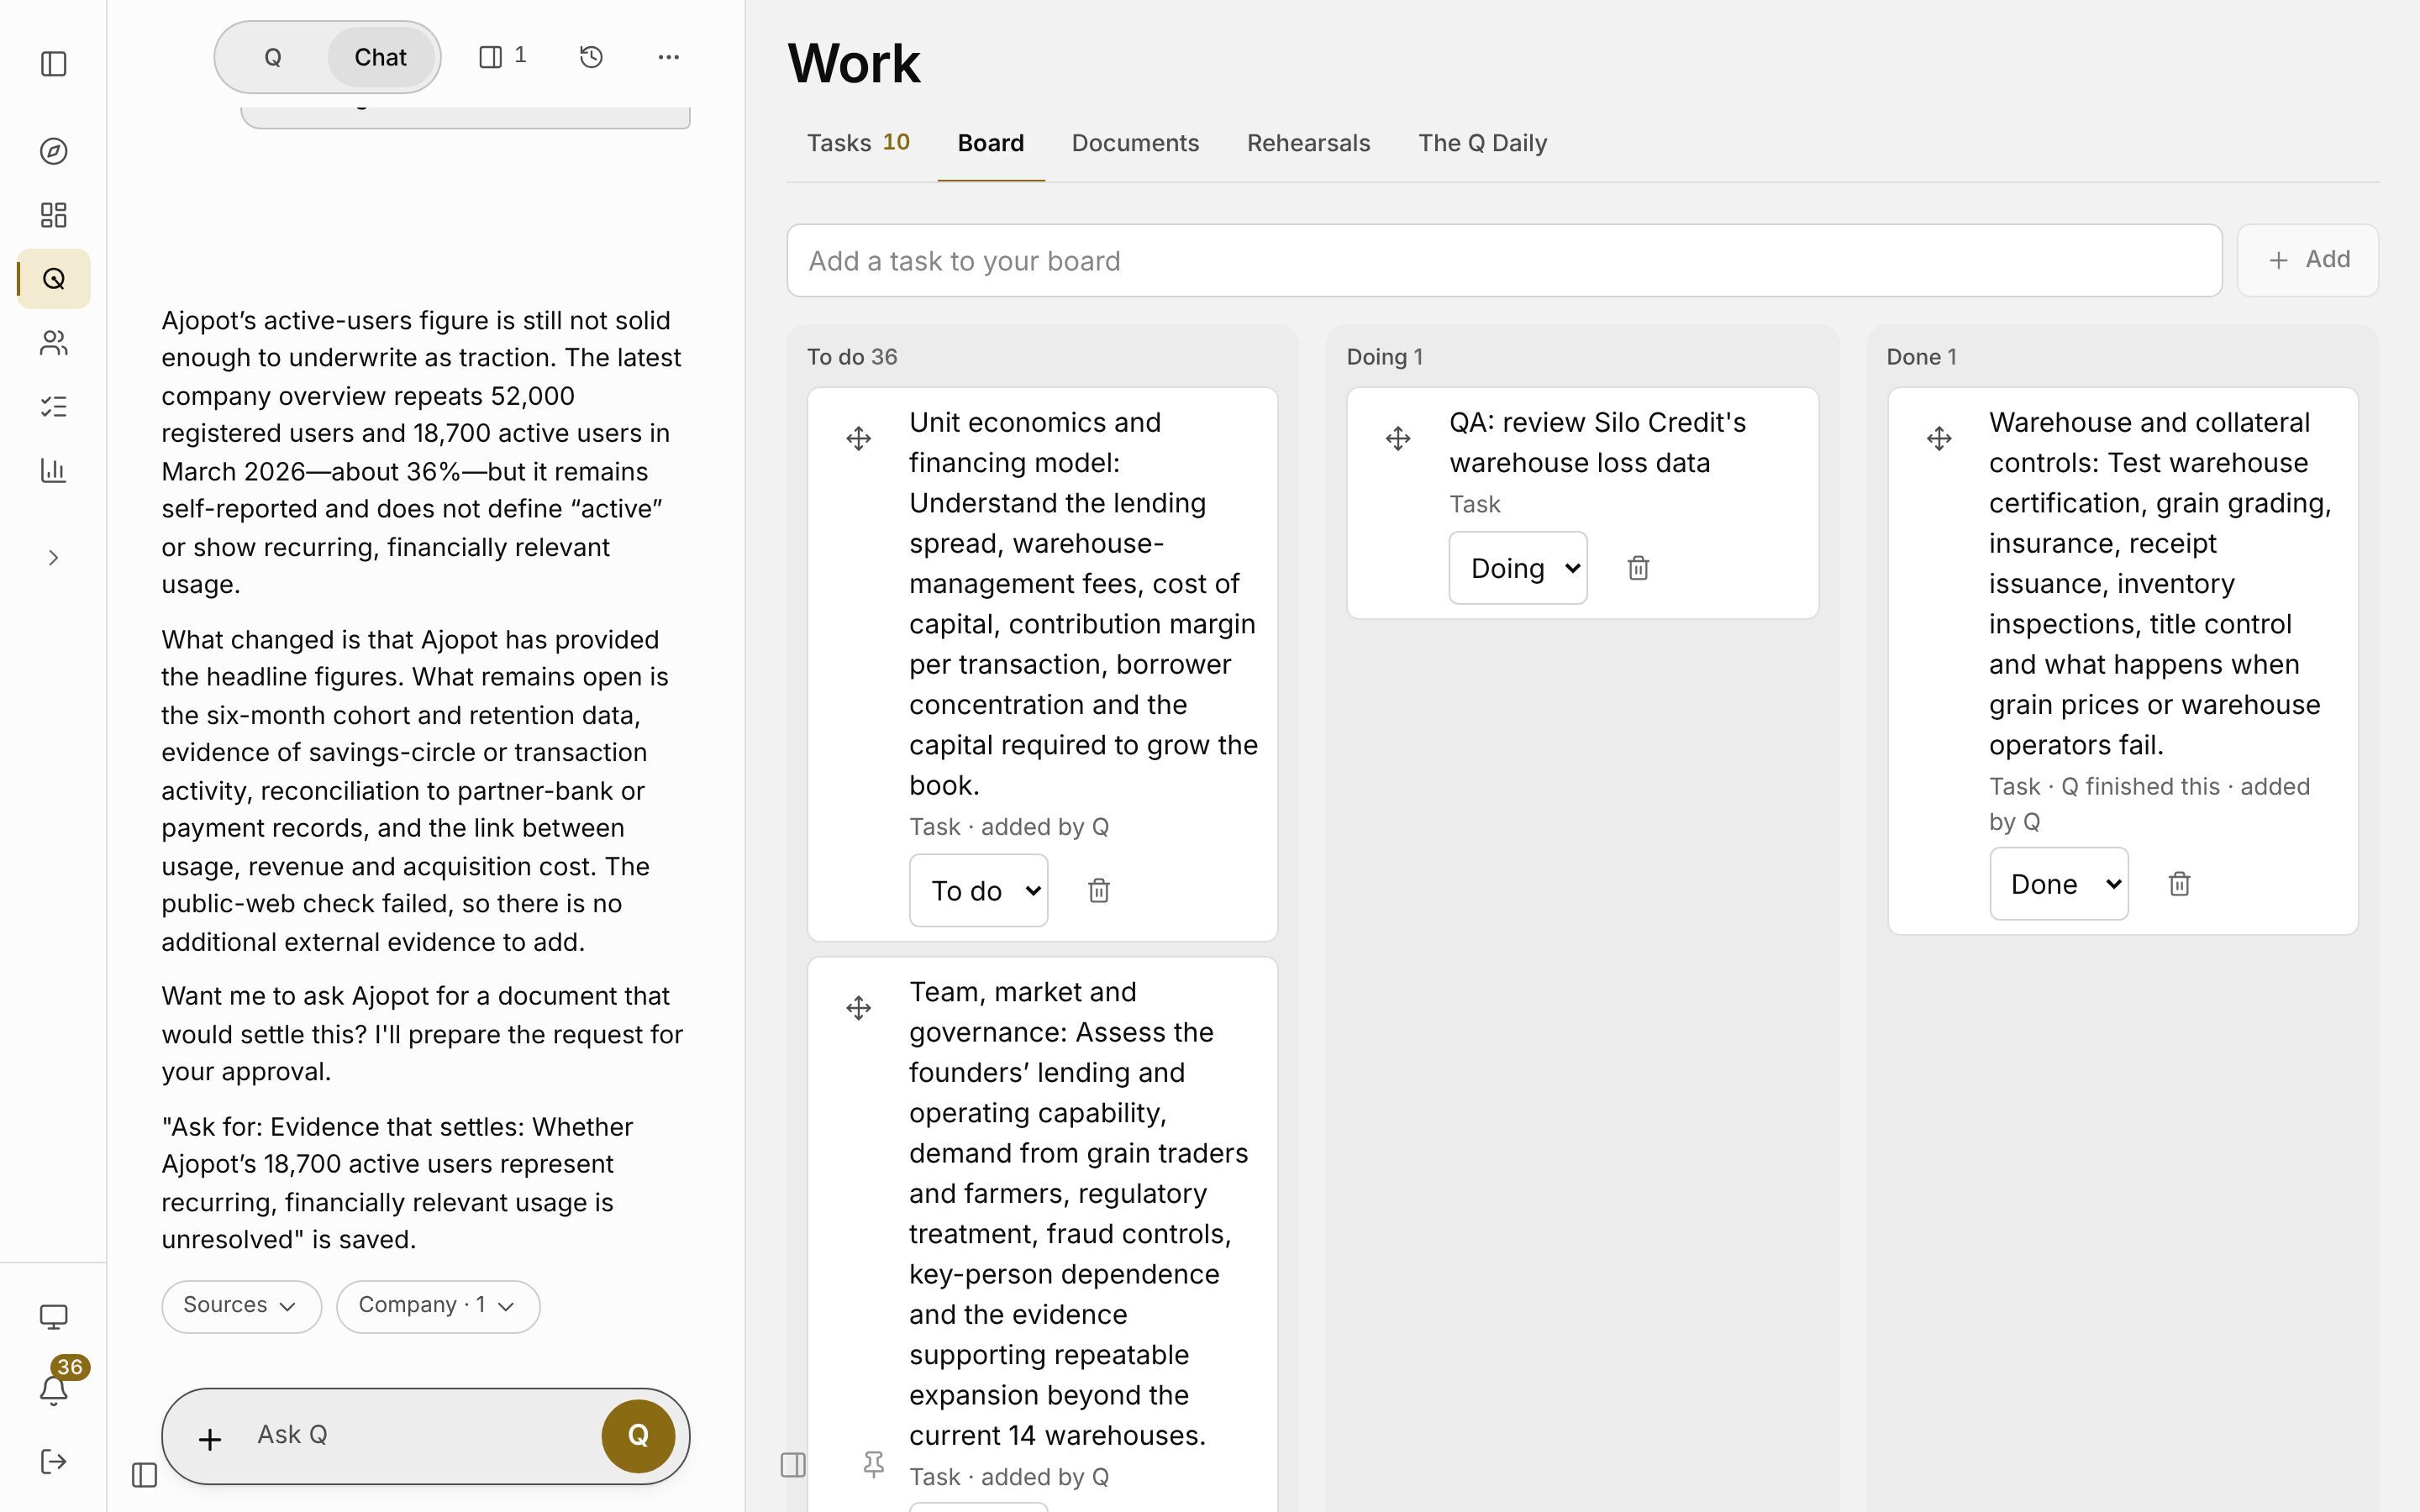 Q
Chat
1
Ajopot’s active-users figure is still not solid
enough to underwrite as traction. The latest
company overview repeats 52,000
registered users and 18,700 active users in
March 2026—about 36%—but it remains
self-reported and does not define “active”
or show recurring, financially relevant
usage.
What changed is that Ajopot has provided
the headline figures. What remains open is
the six-month cohort and retention data,
evidence of savings-circle or transaction
activity, reconciliation to partner-bank or
payment records, and the link between
usage, revenue and acquisition cost. The
public-web check failed, so there is no
additional external evidence to add.
Want me to ask Ajopot for a document that
would settle this? I'll prepare the request for
your approval.
"Ask for: Evidence that settles: Whether
Ajopot’s 18,700 active users represent
recurring, financially relevant usage is
unresolved" is saved.
Sources
Company · 1
Ask Q
Q
Q
36
Work
Tasks 10
Board
Documents
Rehearsals
The Q Daily
Add a task to your board
+ Add
To do 36
Unit economics and
financing model:
Understand the lending
spread, warehouse-
management fees, cost of
capital, contribution margin
per transaction, borrower
concentration and the
capital required to grow the
book.
Task · added by Q
To do
Team, market and
governance: Assess the
founders’ lending and
operating capability,
demand from grain traders
and farmers, regulatory
treatment, fraud controls,
key-person dependence
and the evidence
supporting repeatable
expansion beyond the
current 14 warehouses.
Task · added by Q
Doing 1
QA: review Silo Credit's
warehouse loss data
Task
Doing
Done 1
Warehouse and collateral
controls: Test warehouse
certification, grain grading,
insurance, receipt
issuance, inventory
inspections, title control
and what happens when
grain prices or warehouse
operators fail.
Task · Q finished this · added
by Q
Done